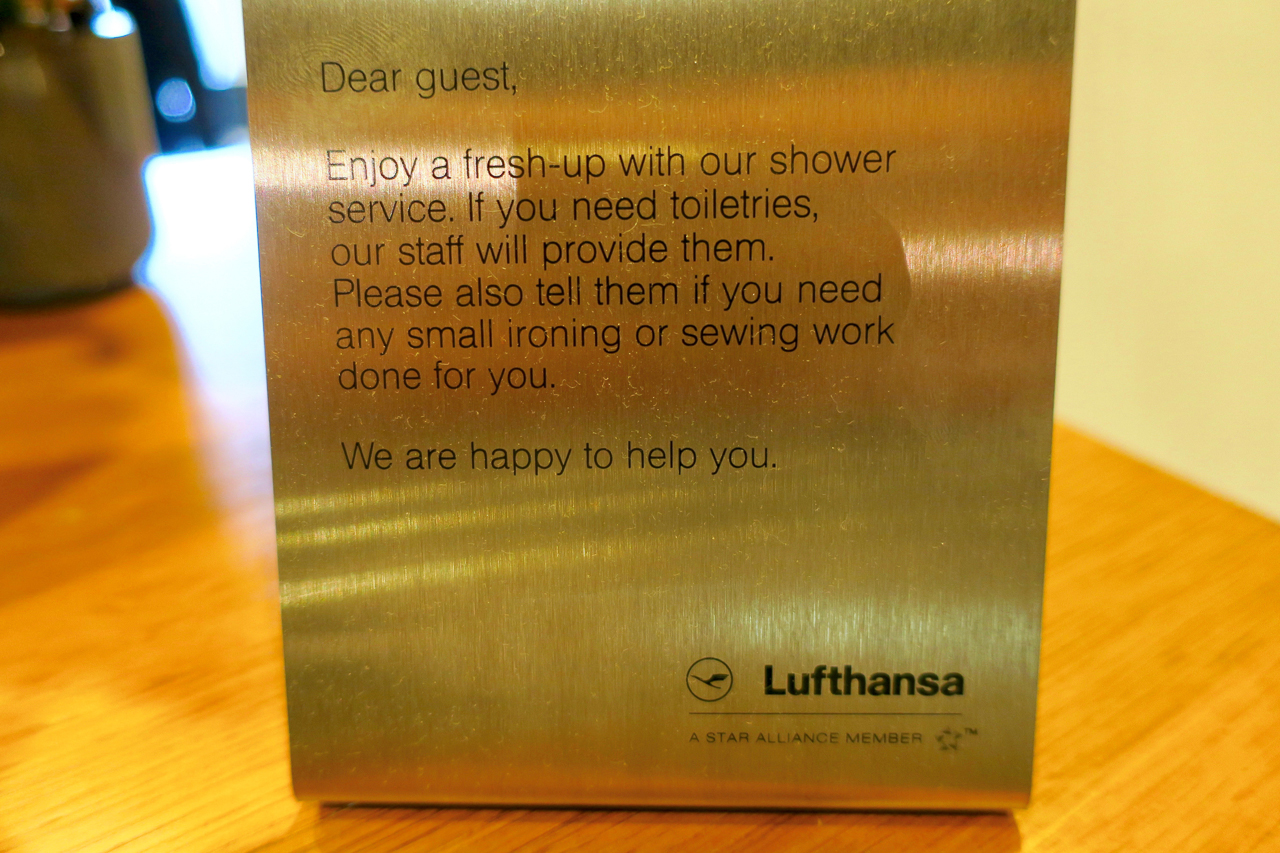 Dear guest,
Enjoy a fresh-up with our shower
service. If you need toiletries,
our staff will provide them.
Please also tell them if you need
any small ironing or sewing work
done for you.
We are happy to help you.
Lufthansa
A STAR ALLIANCE MEMBER ™